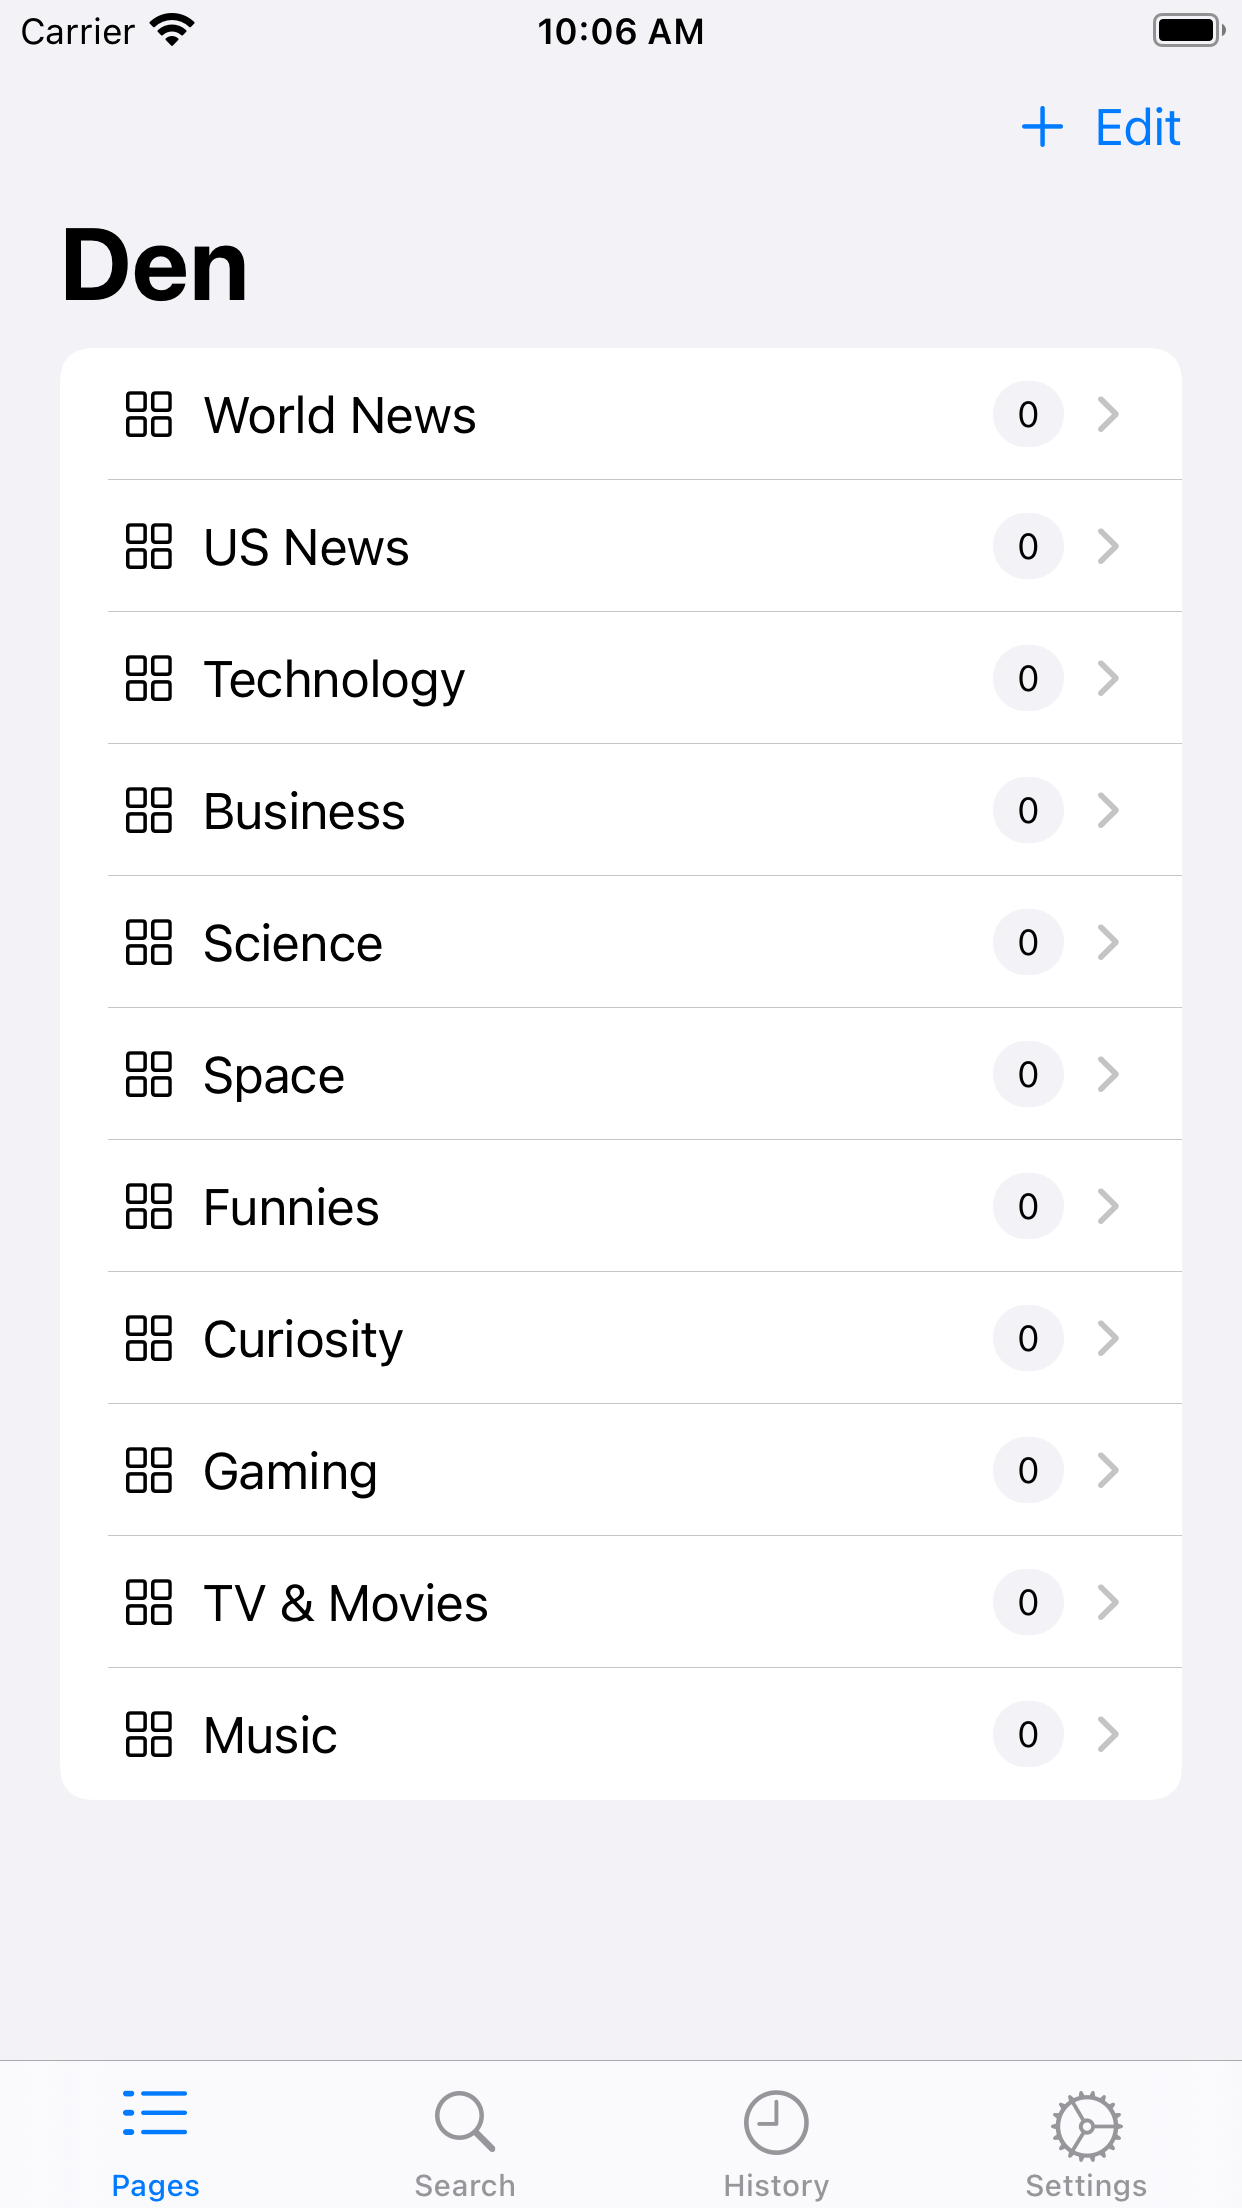 Carrier 10:06 AM
+ Edit
Den
World News 0
US News 0
Technology 0
Business 0
Science 0
Space 0
Funnies 0
Curiosity 0
Gaming 0
TV & Movies 0
Music 0
Pages Search History Settings